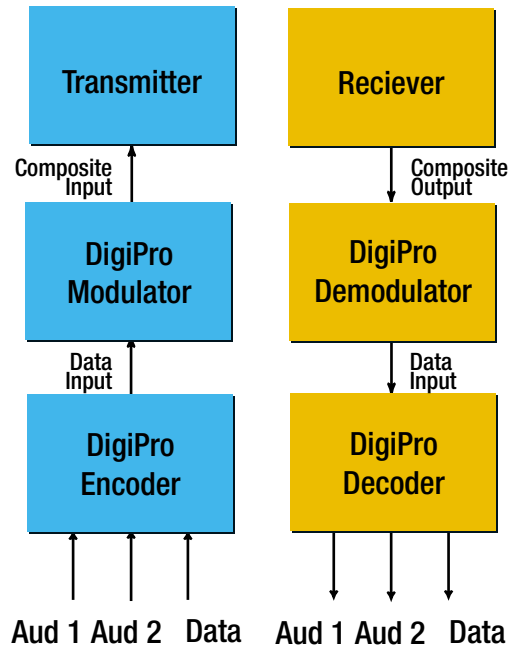 Transmitter
Composite
Input
DigiPro
Modulator
Data
Input
DigiPro
Encoder
Aud 1 Aud 2 Data
Reciever
Composite
Output
DigiPro
Demodulator
Data
Input
DigiPro
Decoder
Aud 1 Aud 2 Data